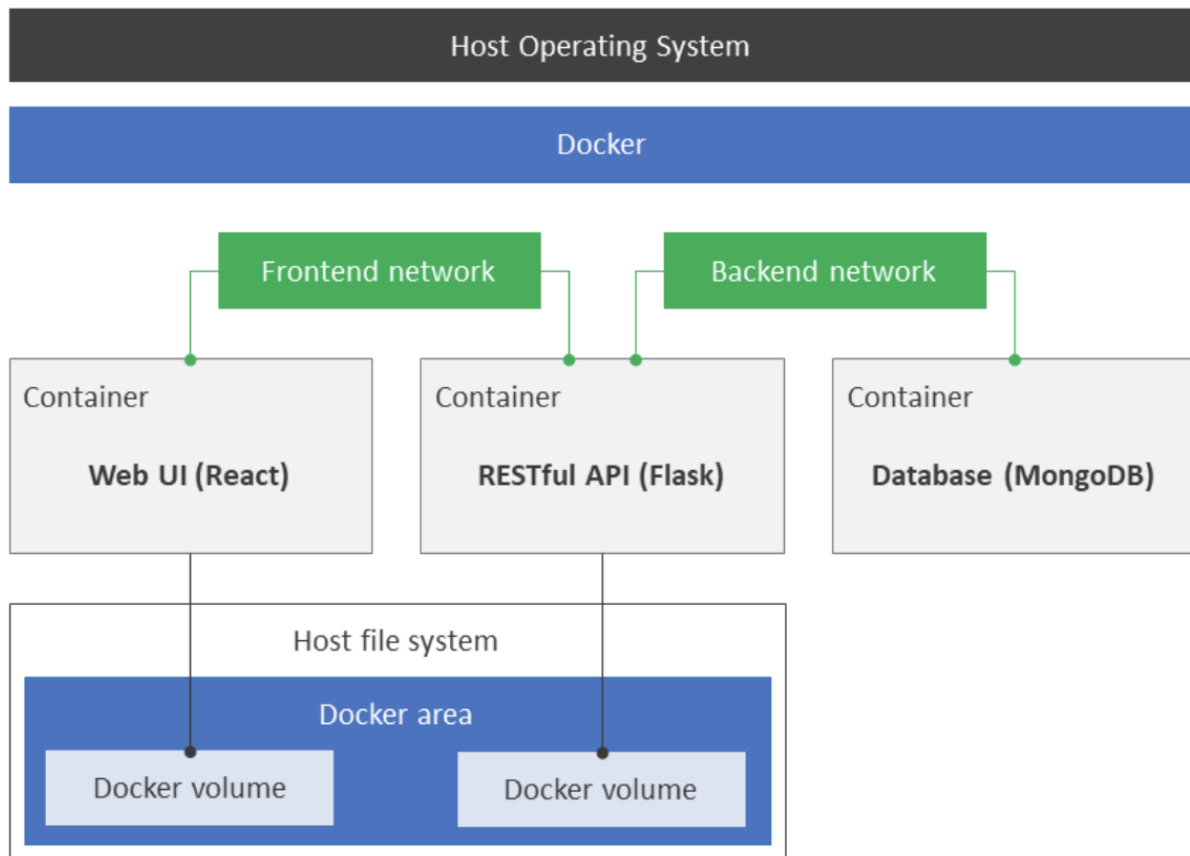 Host Operating System
Docker
Frontend network
Backend network
Container
Web UI (React)
Container
RESTful API (Flask)
Container
Database (MongoDB)
Host file system
Docker area
Docker volume
Docker volume